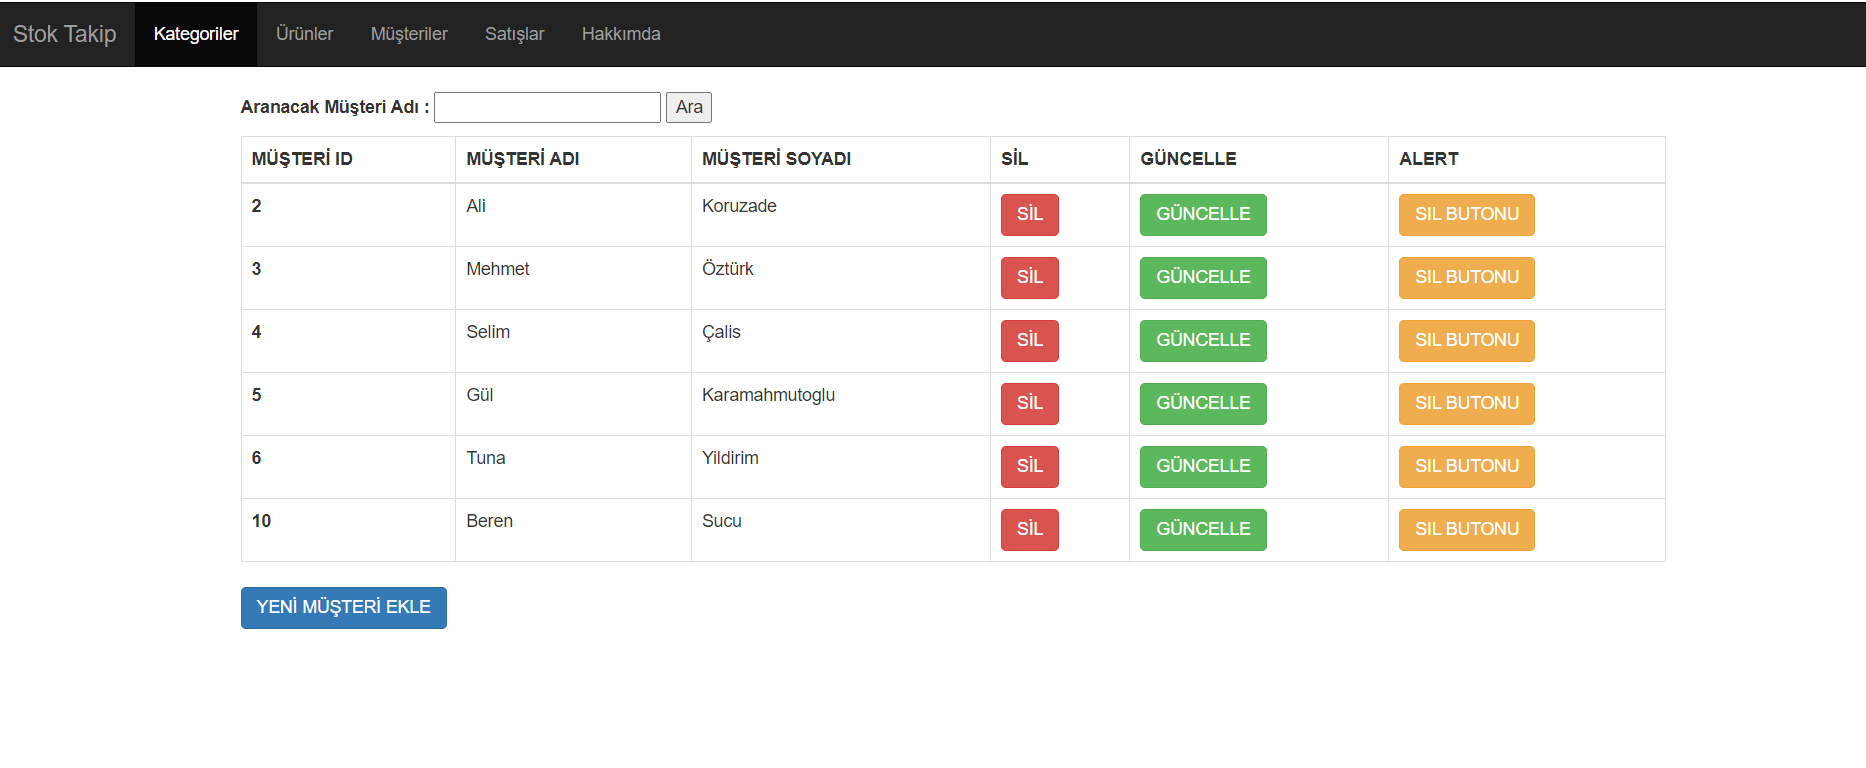 Stok Takip Kategoriler Ürünler Müşteriler Satışlar Hakkımda
Aranacak Müşteri Adı : Ara
MÜŞTERİ ID MÜŞTERİ ADI MÜŞTERİ SOYADI SİL GÜNCELLE ALERT
2 Ali Koruzade SİL GÜNCELLE SIL BUTONU
3 Mehmet Öztürk SİL GÜNCELLE SIL BUTONU
4 Selim Çalis SİL GÜNCELLE SIL BUTONU
5 Gül Karamahmutoglu SİL GÜNCELLE SIL BUTONU
6 Tuna Yildirim SİL GÜNCELLE SIL BUTONU
10 Beren Sucu SİL GÜNCELLE SIL BUTONU
YENİ MÜŞTERİ EKLE